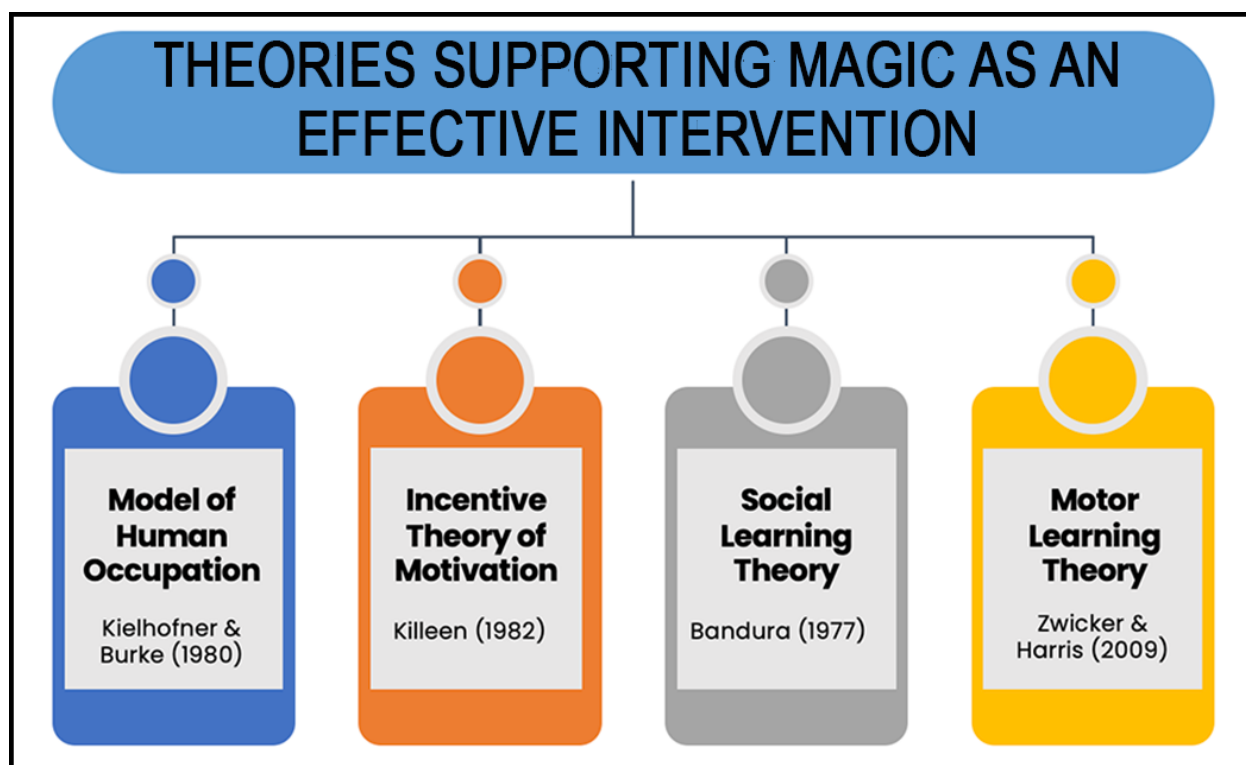 THEORIES SUPPORTING MAGIC AS AN
EFFECTIVE INTERVENTION
Model of
Human
Occupation
Kielhofner &
Burke (1980)
Incentive
Theory of
Motivation
Killeen (1982)
Social
Learning
Theory
Bandura (1977)
Motor
Learning
Theory
Zwicker &
Harris (2009)